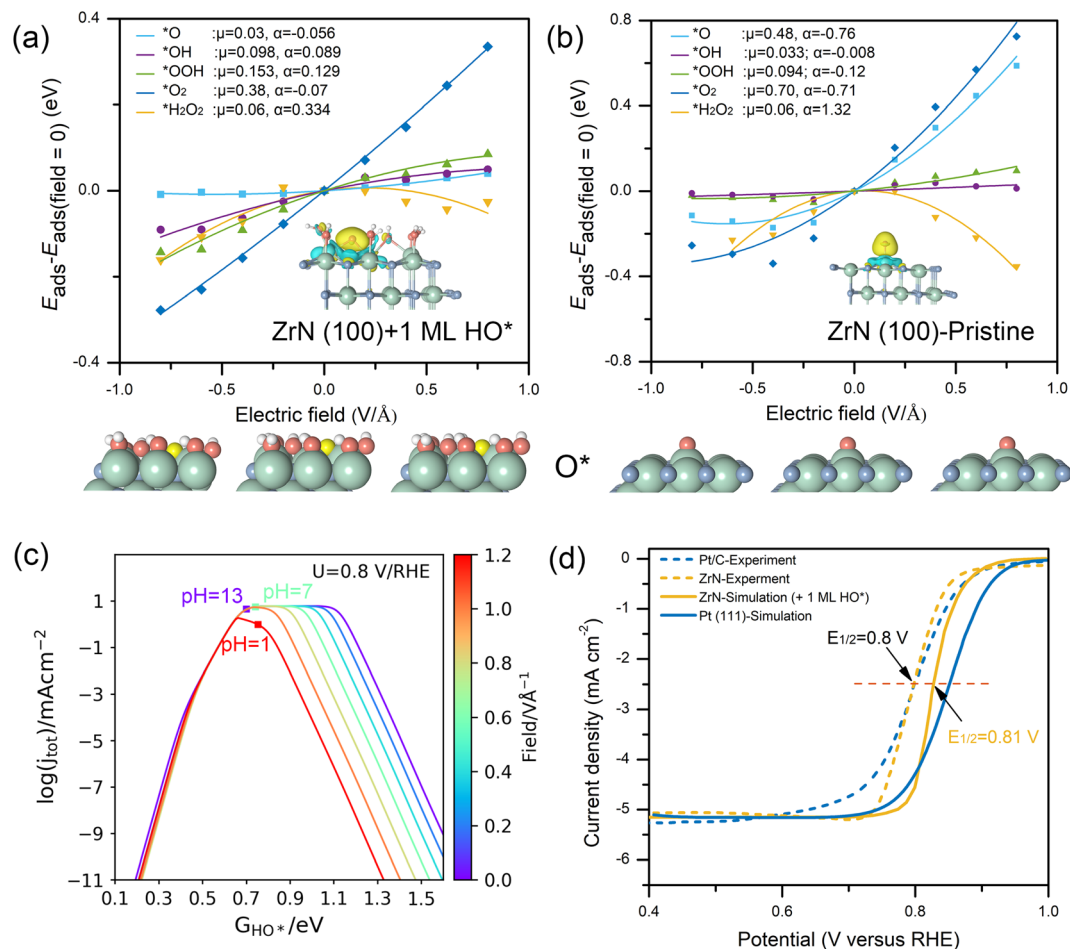 (a)
0.4
*O :μ=0.03, α=-0.056
*OH :μ=0.098, α=0.089
*OOH :μ=0.153, α=0.129
*O₂ :μ=0.38, α=-0.07
*H₂O₂ :μ=0.06, α=0.334
0.0
-0.4
Eads-Eads(field = 0) (eV)
ZrN (100)+1 ML HO*
-1.0 -0.5 0.0 0.5 1.0
Electric field (V/Å)
(b)
0.8
*O :μ=0.48, α=-0.76
*OH :μ=0.033; α=-0.008
*OOH :μ=0.094; α=-0.12
*O₂ :μ=0.70, α=-0.71
*H₂O₂ :μ=0.06, α=1.32
0.4
0.0
-0.4
-0.8
Eads-Eads(field = 0) (eV)
ZrN (100)-Pristine
-1.0 -0.5 0.0 0.5 1.0
Electric field (V/Å)
O*
(c)
U=0.8 V/RHE
pH=13
pH=7
pH=1
1
-1
-3
-5
-7
-9
-11
log(jtot)/mAcm⁻²
0.1 0.3 0.5 0.7 0.9 1.1 1.3 1.5
GHO*/eV
1.2
1.0
0.8
0.6
0.4
0.2
0.0
Field/VÅ⁻¹
(d)
0
-1
-2
-3
-4
-5
-6
Current density (mA cm⁻²)
Pt/C-Experiment
ZrN-Experment
ZrN-Simulation (+ 1 ML HO*)
Pt (111)-Simulation
E1/2=0.8 V
E1/2=0.81 V
0.4 0.6 0.8 1.0
Potential (V versus RHE)